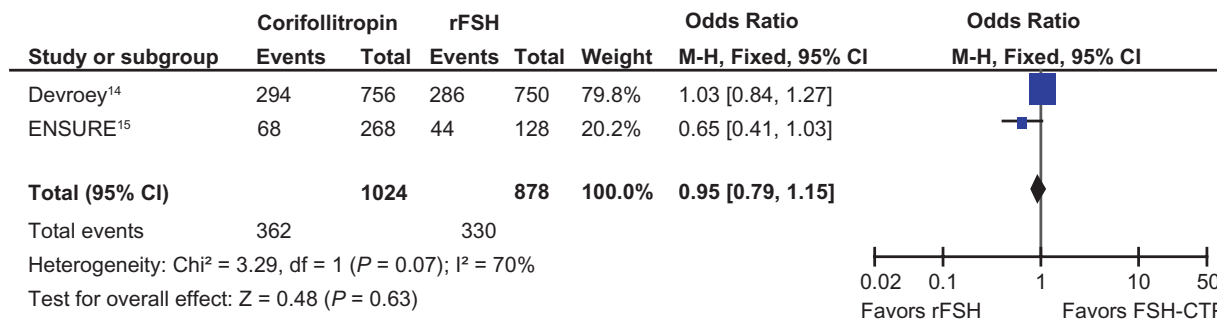 Corifollitropin rFSH Odds Ratio Odds Ratio
Study or subgroup Events Total Events Total Weight M-H, Fixed, 95% CI M-H, Fixed, 95% CI
Devroey¹⁴ 294 756 286 750 79.8% 1.03 [0.84, 1.27]
ENSURE¹⁵ 68 268 44 128 20.2% 0.65 [0.41, 1.03]
Total (95% CI) 1024 878 100.0% 0.95 [0.79, 1.15]
Total events 362 330
Heterogeneity: Chi² = 3.29, df = 1 (P = 0.07); I² = 70%
Test for overall effect: Z = 0.48 (P = 0.63)
0.02 0.1 1 10 50
Favors rFSH Favors FSH-CTP